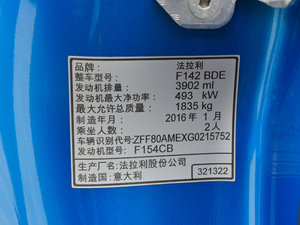 品牌: 法拉利
整车型号: F142 BDE
发动机排量: 3902 ml
发动机最大净功率: 493 kW
最大允许总质量: 1835 kg
制造年月: 2016 年 1 月
乘坐人数: 2人
车辆识别代号: ZFF80AMEXG0215752
发动机型号: F154CB
生产厂名: 法拉利股份公司
制造国: 意大利
321322